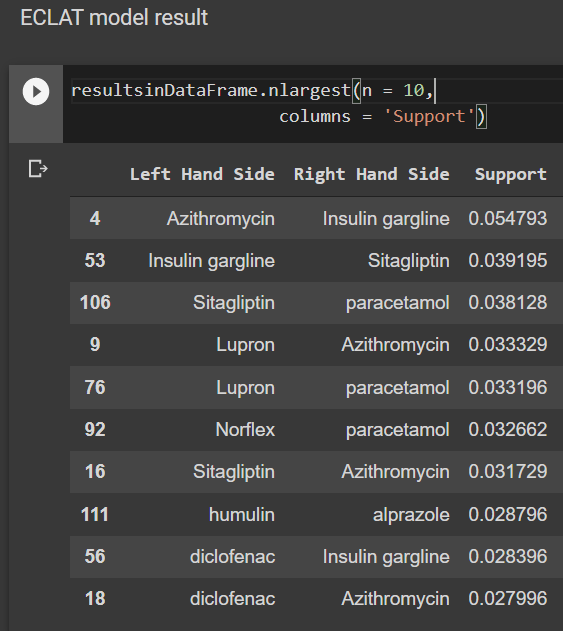 ECLAT model result
resultsinDataFrame.nlargest(n = 10,
columns = 'Support')
Left Hand Side Right Hand Side Support
4 Azithromycin Insulin gargline 0.054793
53 Insulin gargline Sitagliptin 0.039195
106 Sitagliptin paracetamol 0.038128
9 Lupron Azithromycin 0.033329
76 Lupron paracetamol 0.033196
92 Norflex paracetamol 0.032662
16 Sitagliptin Azithromycin 0.031729
111 humulin alprazole 0.028796
56 diclofenac Insulin gargline 0.028396
18 diclofenac Azithromycin 0.027996